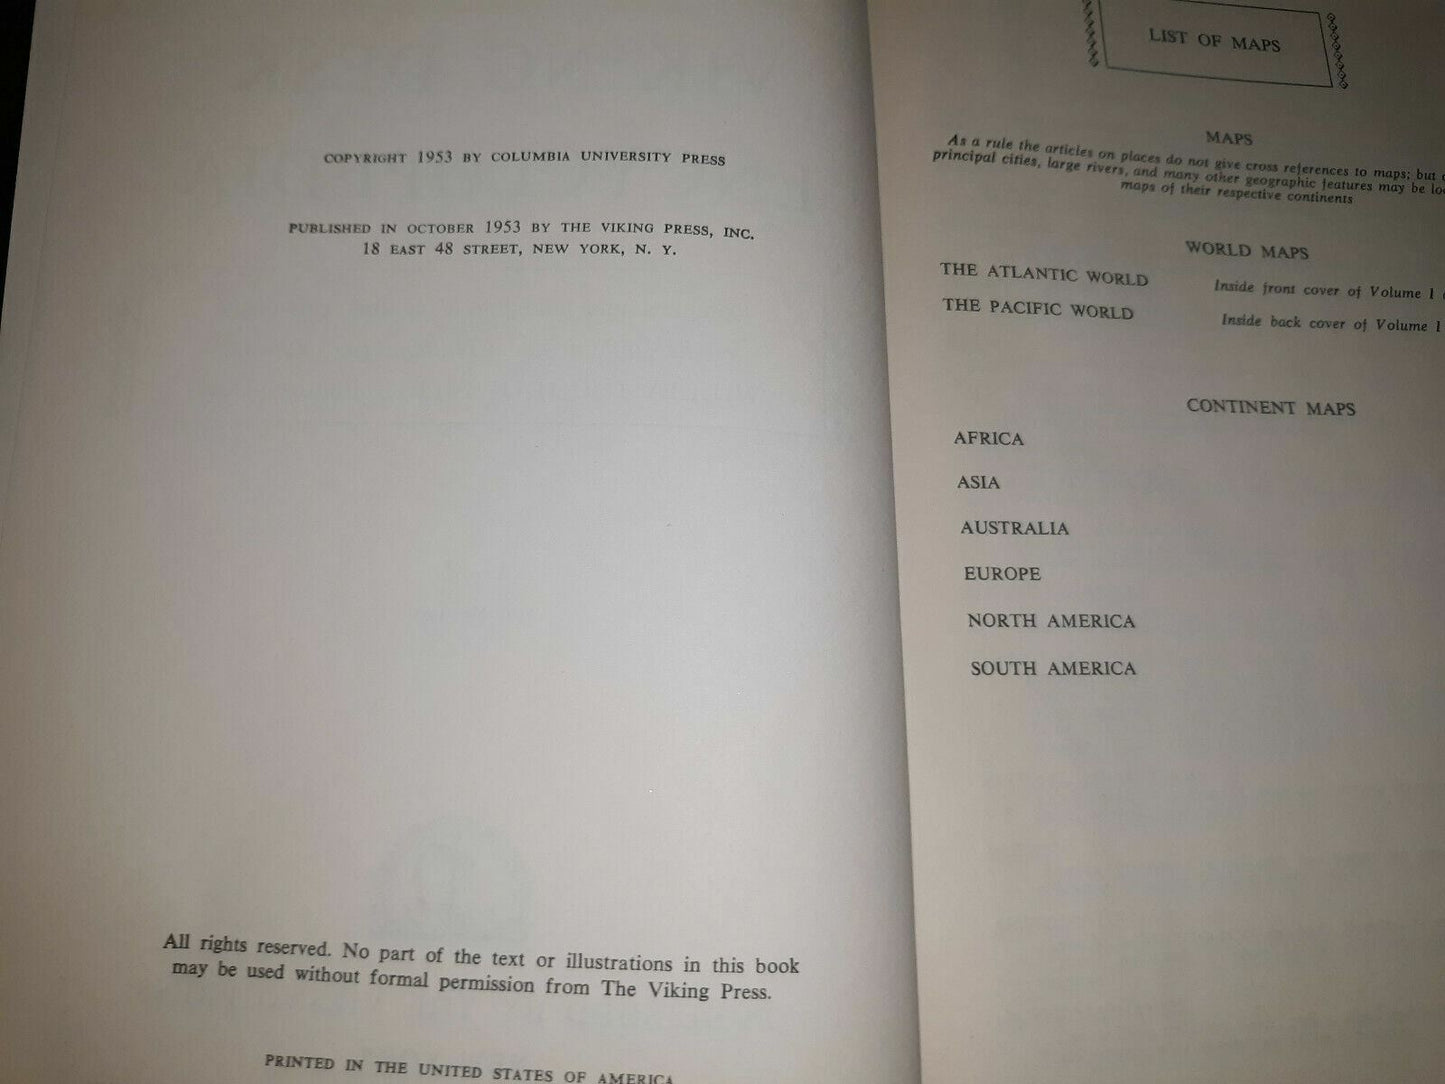 COPYRIGHT 1953 BY COLUMBIA UNIVERSITY PRESS
PUBLISHED IN OCTOBER 1953 BY THE VIKING PRESS, INC.
18 EAST 48 STREET, NEW YORK, N. Y.
All rights reserved. No part of the text or illustrations in this book
may be used without formal permission from The Viking Press.
PRINTED IN THE UNITED STATES OF AMERICA
LIST OF MAPS
MAPS
As a rule the articles on places do not give cross references to maps; but
principal cities, large rivers, and many other geographic features may be
maps of their respective continents
WORLD MAPS
THE ATLANTIC WORLD Inside front cover of Volume 1
THE PACIFIC WORLD Inside back cover of Volume 1
CONTINENT MAPS
AFRICA
ASIA
AUSTRALIA
EUROPE
NORTH AMERICA
SOUTH AMERICA